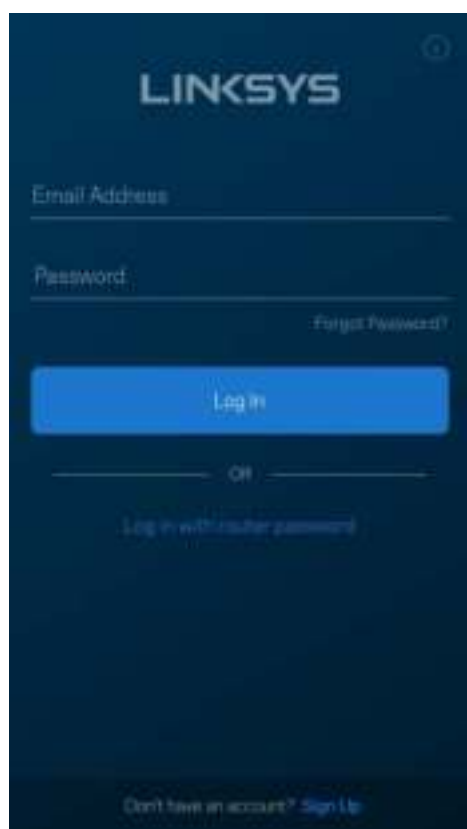 LINKSYS
Email Address
Password
Forgot Password?
Log in
OR
Log in with router password
Don't have an account? Sign Up